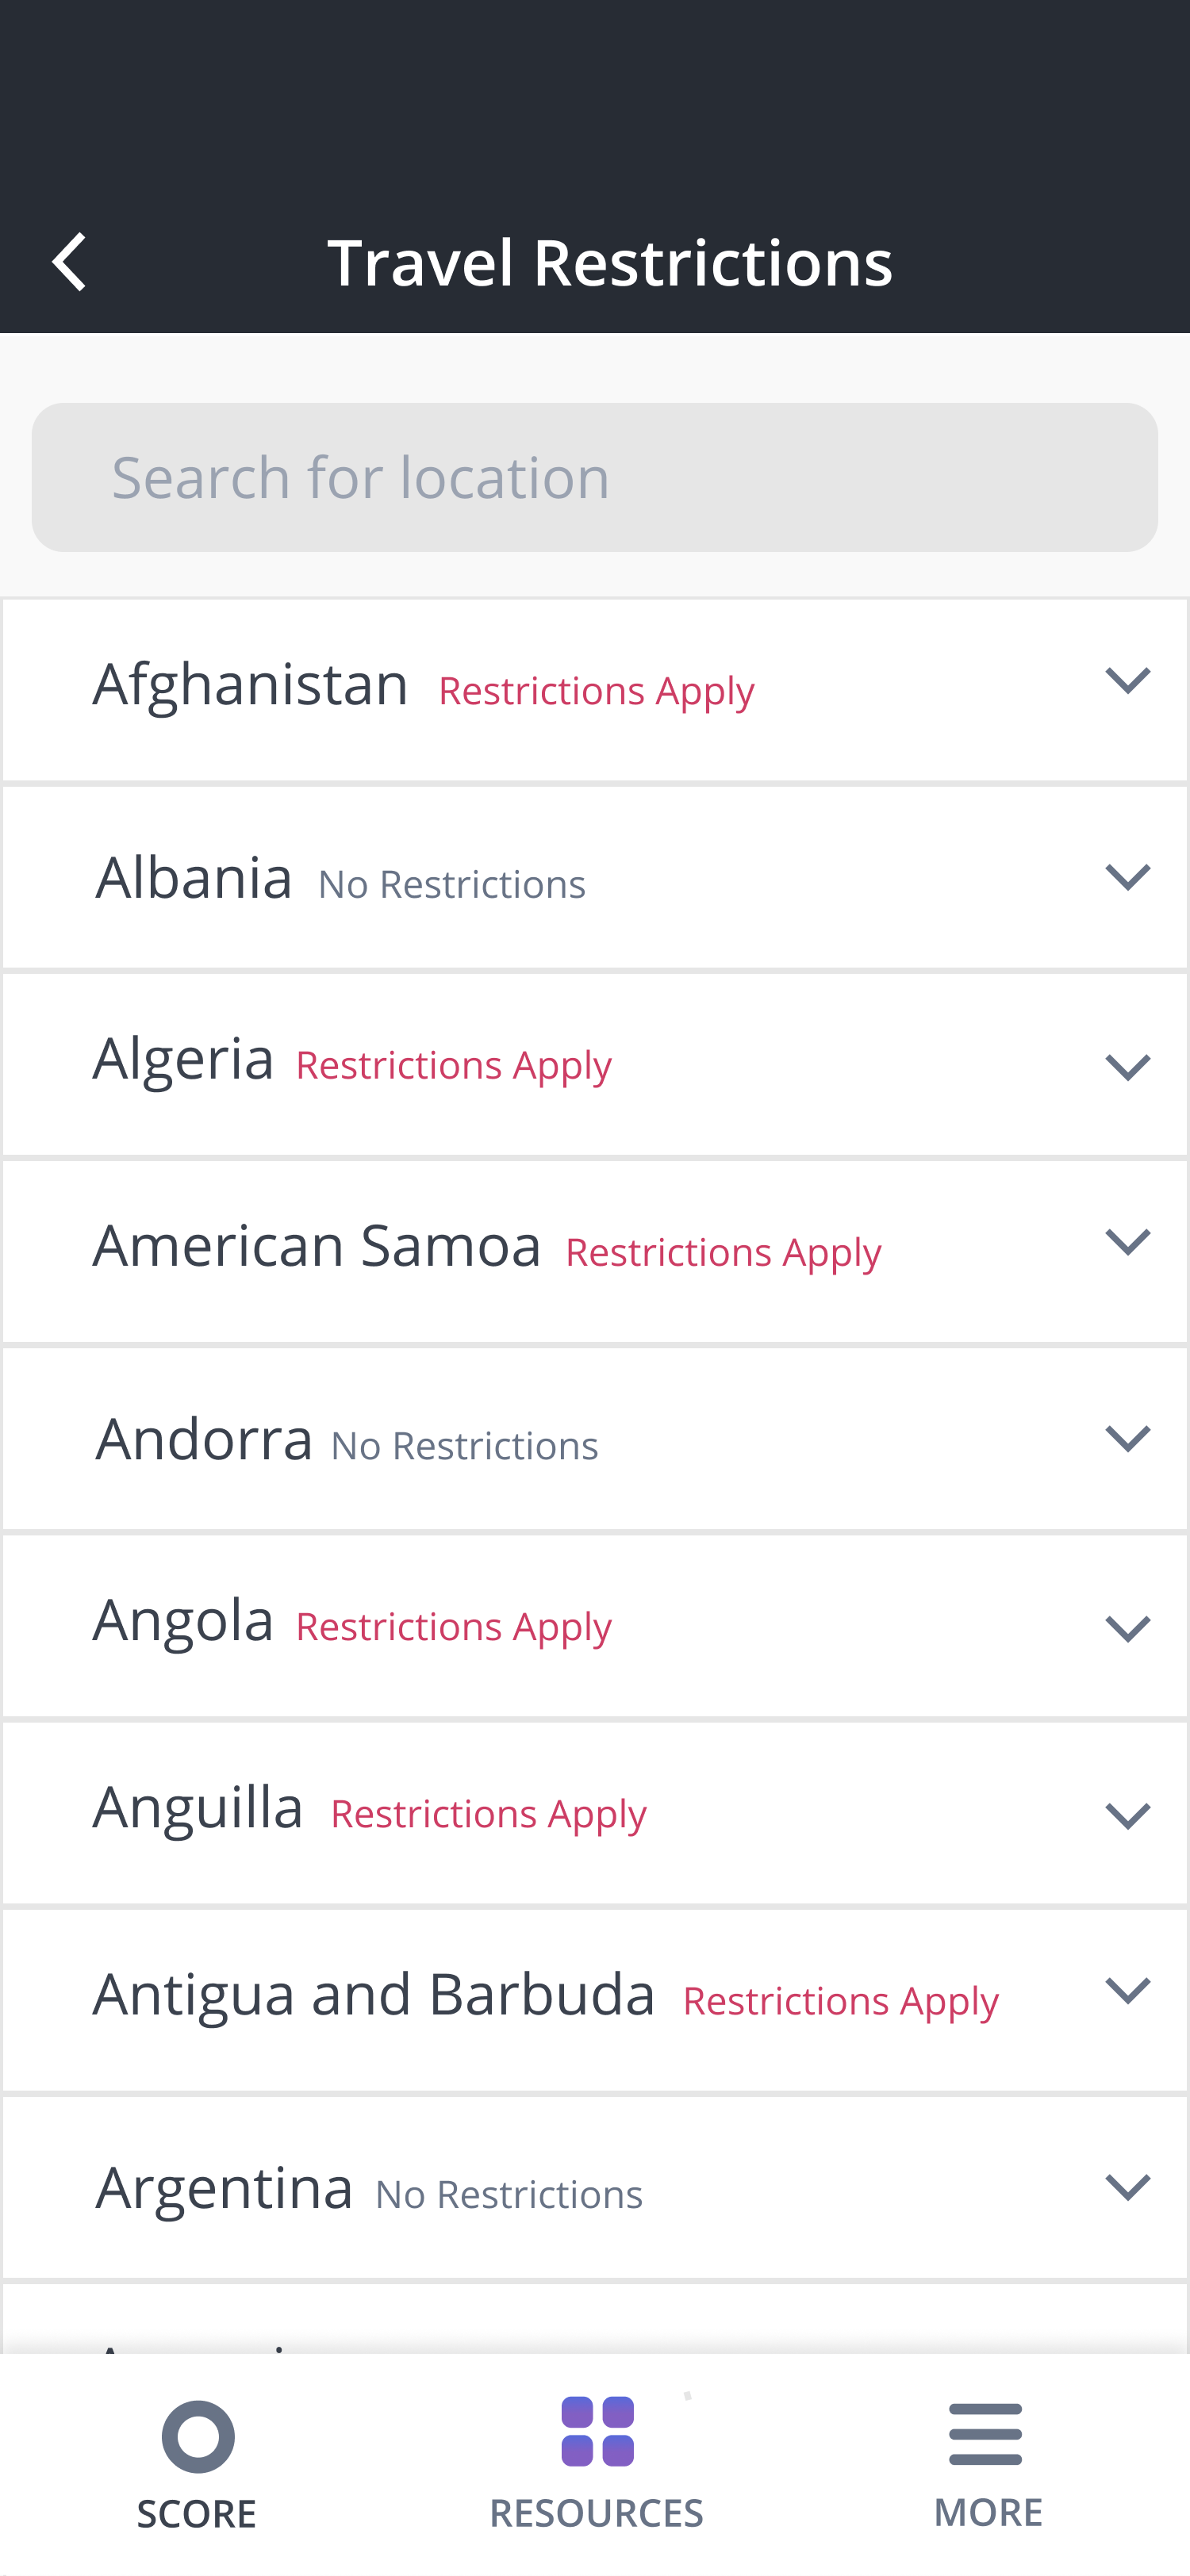 Travel Restrictions
Search for location
Afghanistan Restrictions Apply
Albania No Restrictions
Algeria Restrictions Apply
American Samoa Restrictions Apply
Andorra No Restrictions
Angola Restrictions Apply
Anguilla Restrictions Apply
Antigua and Barbuda Restrictions Apply
Argentina No Restrictions
SCORE RESOURCES MORE